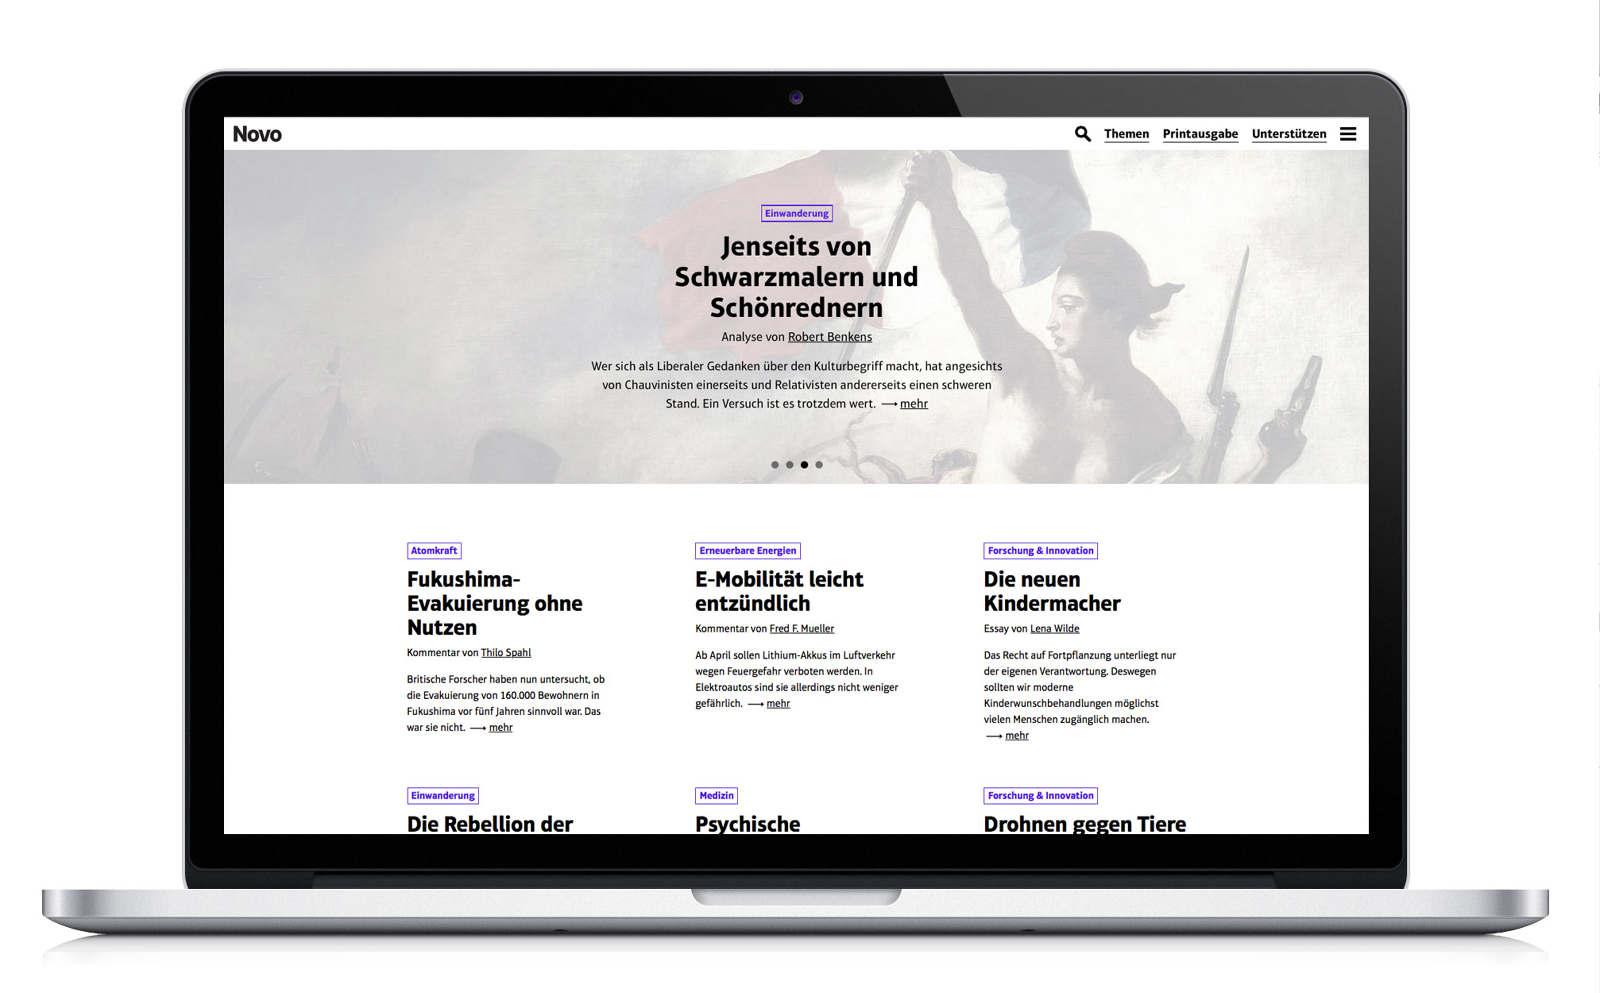 Novo
Themen Printausgabe Unterstützen
Einwanderung
Jenseits von
Schwarzmalern und
Schönrednern
Analyse von Robert Benkens
Wer sich als Liberaler Gedanken über den Kulturbegriff macht, hat angesichts
von Chauvinisten einerseits und Relativisten andererseits einen schweren
Stand. Ein Versuch ist es trotzdem wert. ⟶ mehr
Atomkraft
Fukushima-
Evakuierung ohne
Nutzen
Kommentar von Thilo Spahl
Britische Forscher haben nun untersucht, ob
die Evakuierung von 160.000 Bewohnern in
Fukushima vor fünf Jahren sinnvoll war. Das
war sie nicht. ⟶ mehr
Erneuerbare Energien
E-Mobilität leicht
entzündlich
Kommentar von Fred F. Mueller
Ab April sollen Lithium-Akkus im Luftverkehr
wegen Feuergefahr verboten werden. In
Elektroautos sind sie allerdings nicht weniger
gefährlich. ⟶ mehr
Forschung & Innovation
Die neuen
Kindermacher
Essay von Lena Wilde
Das Recht auf Fortpflanzung unterliegt nur
der eigenen Verantwortung. Deswegen
sollten wir moderne
Kinderwunschbehandlungen möglichst
vielen Menschen zugänglich machen.
⟶ mehr
Einwanderung
Die Rebellion der
Medizin
Psychische
Forschung & Innovation
Drohnen gegen Tiere